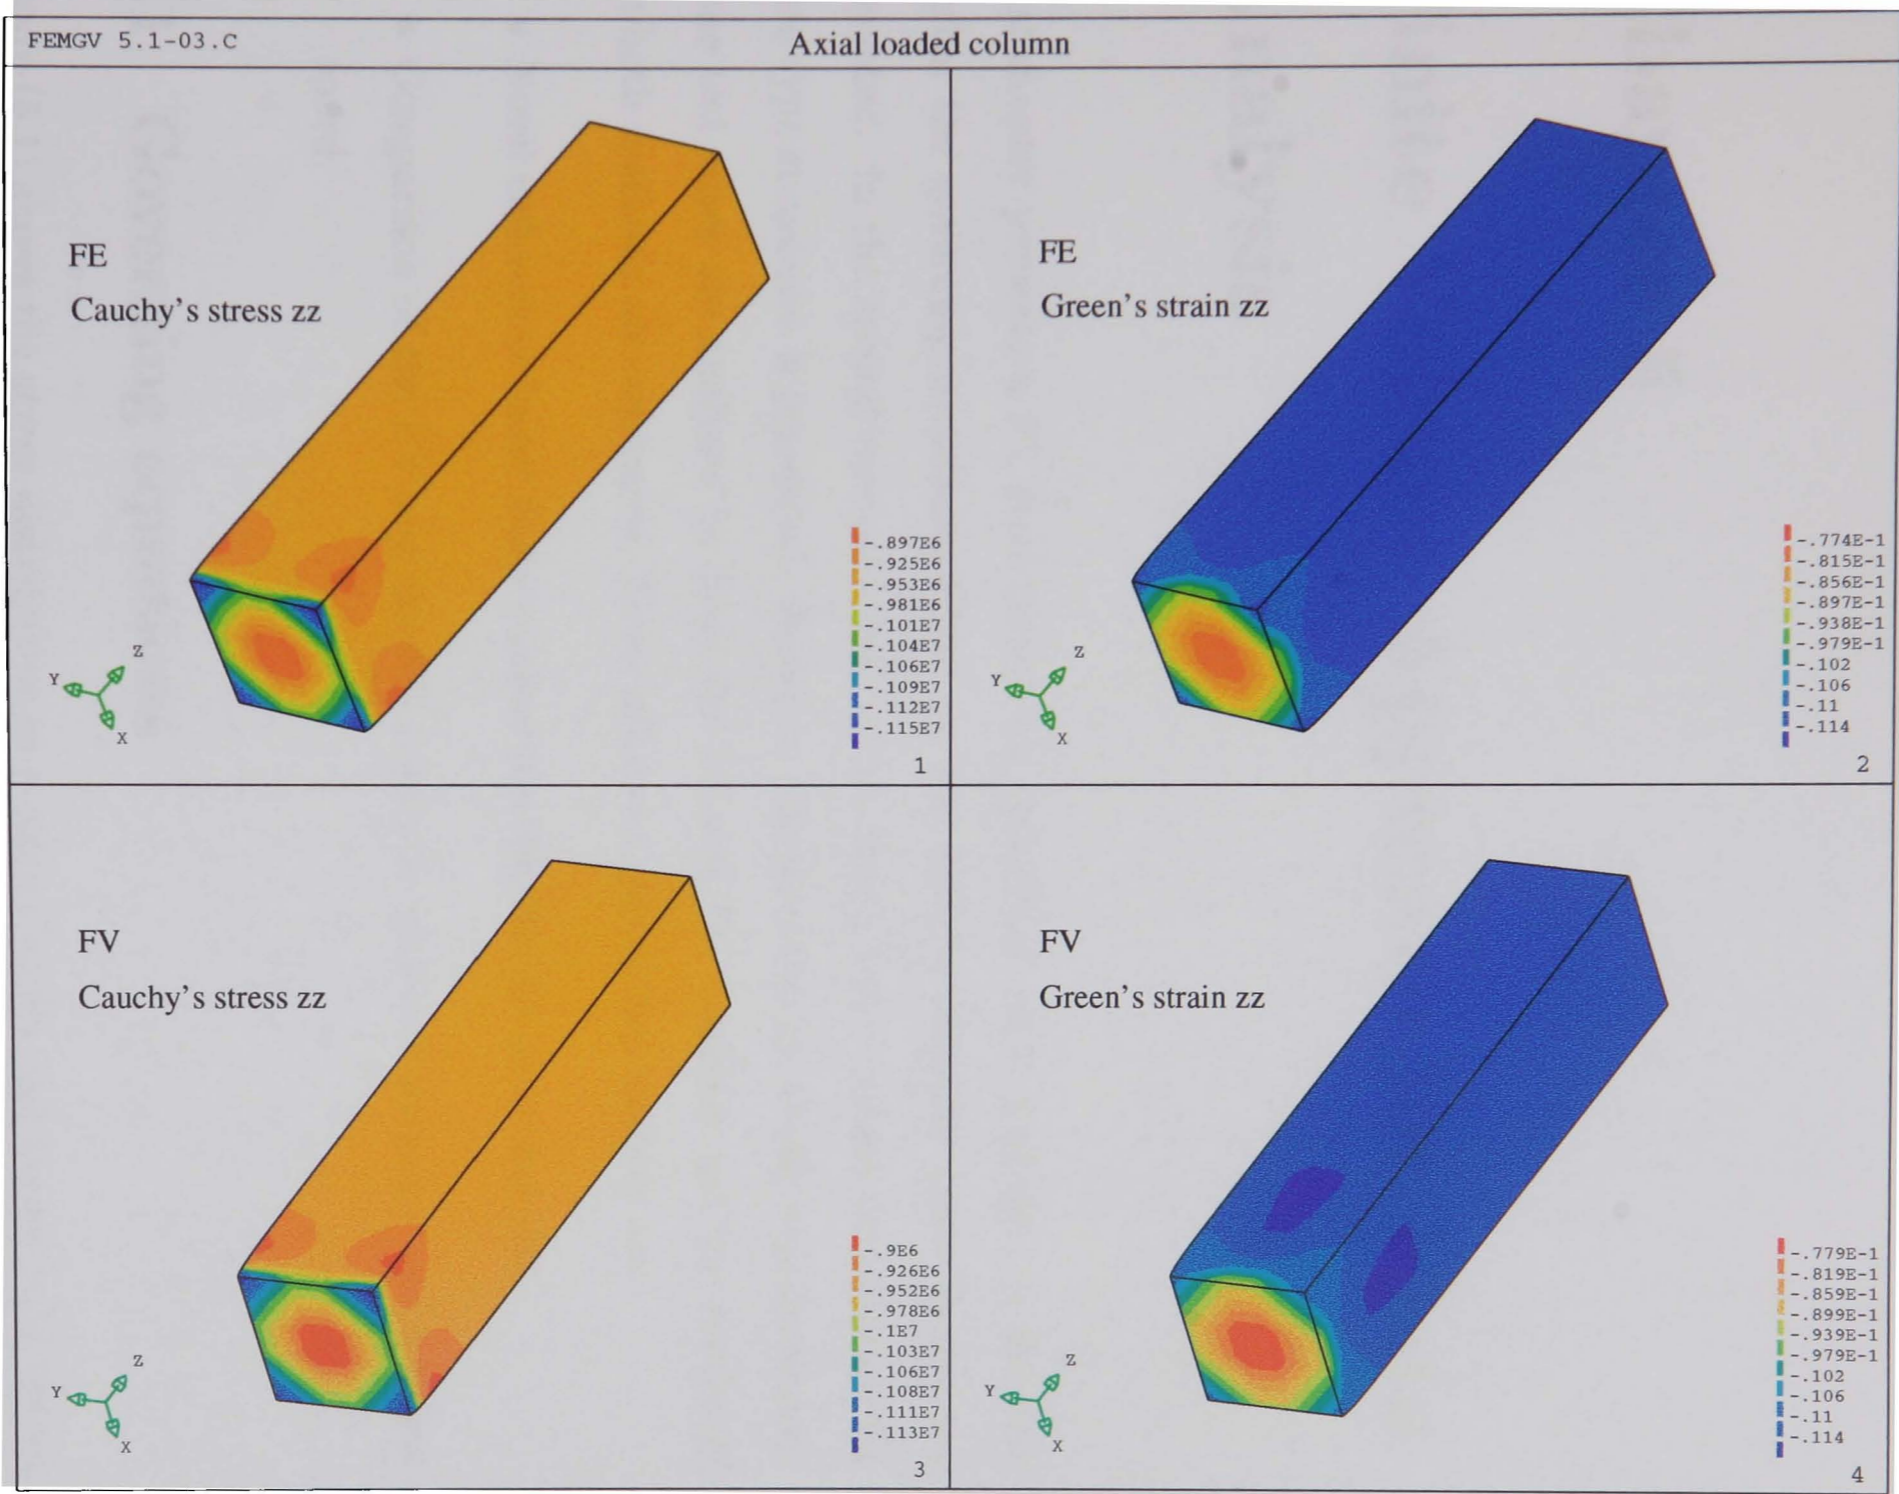 FEMGV 5.1-03.C
Axial loaded column
FE
Cauchy's stress zz
Z
Y
X
-.897E6
-.925E6
-.953E6
-.981E6
-.101E7
-.104E7
-.106E7
-.109E7
-.112E7
-.115E7
1
FE
Green's strain zz
Z
Y
X
-.774E-1
-.815E-1
-.856E-1
-.897E-1
-.938E-1
-.979E-1
-.102
-.106
-.11
-.114
2
FV
Cauchy's stress zz
Z
Y
X
-.9E6
-.926E6
-.952E6
-.978E6
-.1E7
-.103E7
-.106E7
-.108E7
-.111E7
-.113E7
3
FV
Green's strain zz
Z
Y
X
-.779E-1
-.819E-1
-.859E-1
-.899E-1
-.939E-1
-.979E-1
-.102
-.106
-.11
-.114
4